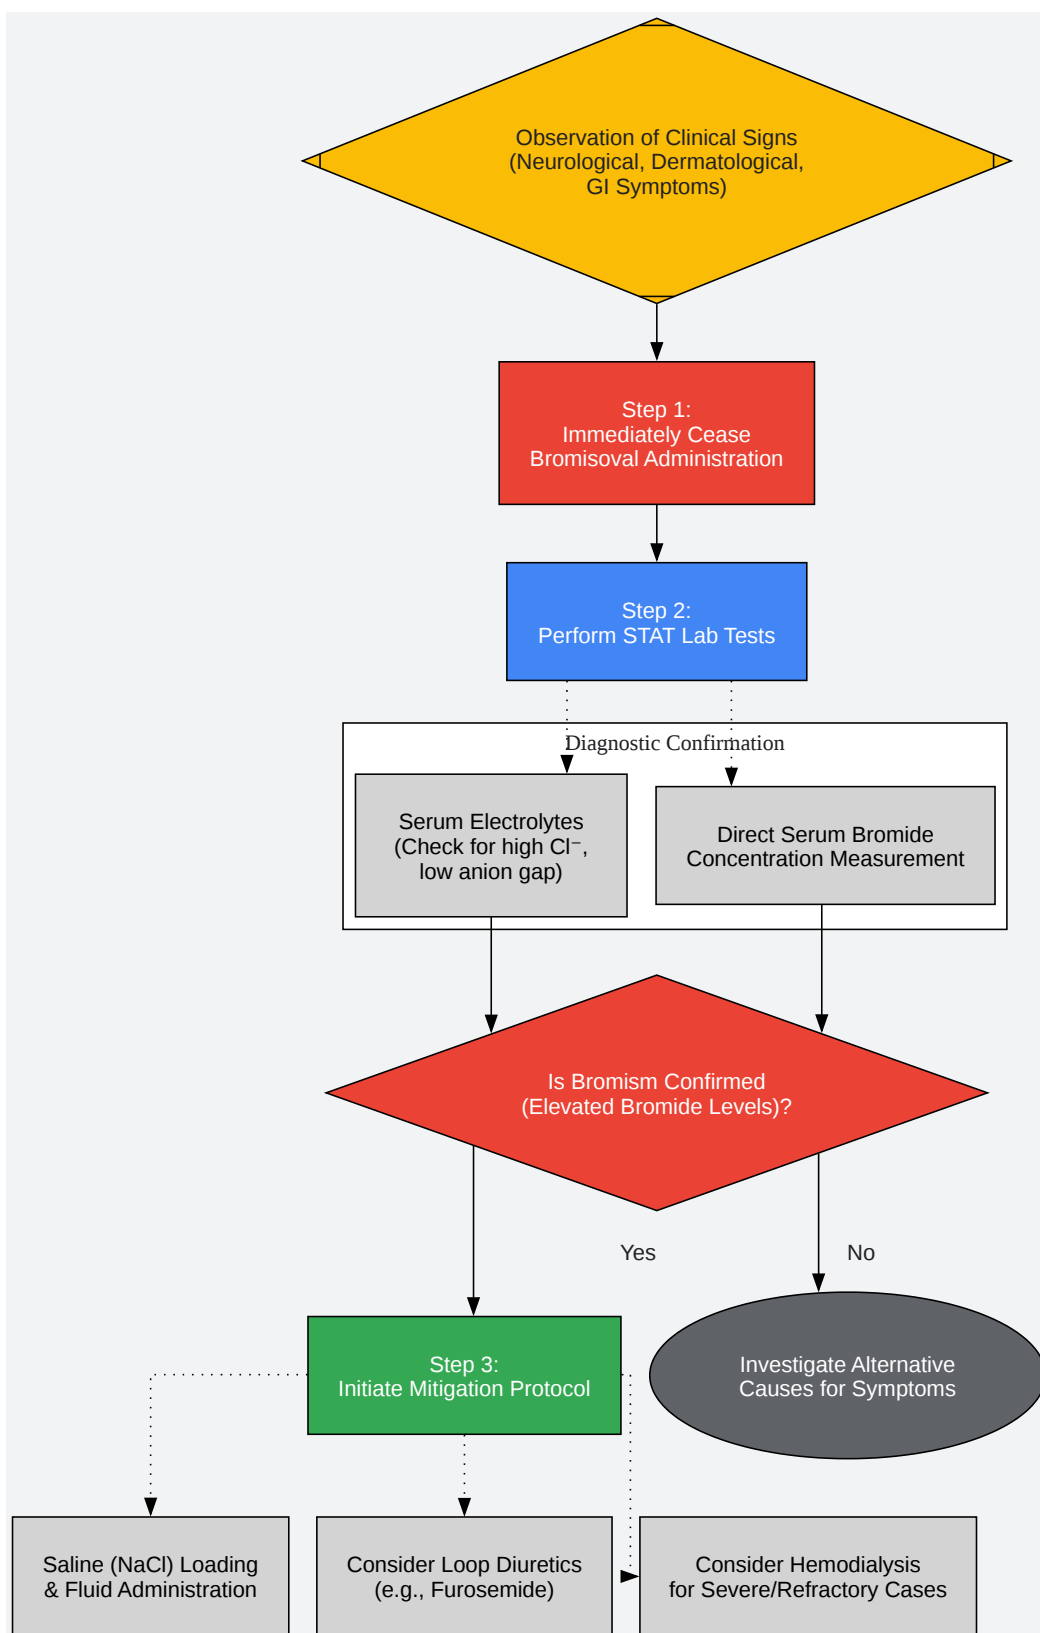 Observation of Clinical Signs
(Neurological, Dermatological,
GI Symptoms)
Step 1:
Immediately Cease
Bromisoval Administration
Step 2:
Perform STAT Lab Tests
Diagnostic Confirmation
Serum Electrolytes
(Check for high Cl⁻,
low anion gap)
Direct Serum Bromide
Concentration Measurement
Is Bromism Confirmed
(Elevated Bromide Levels)?
Yes
No
Step 3:
Initiate Mitigation Protocol
Investigate Alternative
Causes for Symptoms
Saline (NaCl) Loading
& Fluid Administration
Consider Loop Diuretics
(e.g., Furosemide)
Consider Hemodialysis
for Severe/Refractory Cases